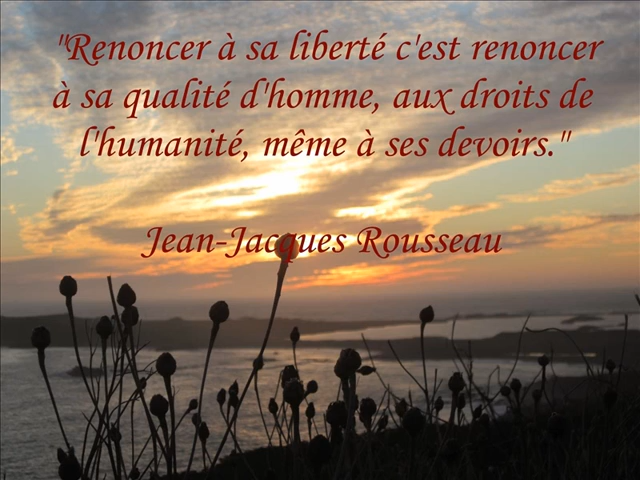 "Renoncer à sa liberté c'est renoncer
à sa qualité d'homme, aux droits de
l'humanité, même à ses devoirs."
Jean-Jacques Rousseau